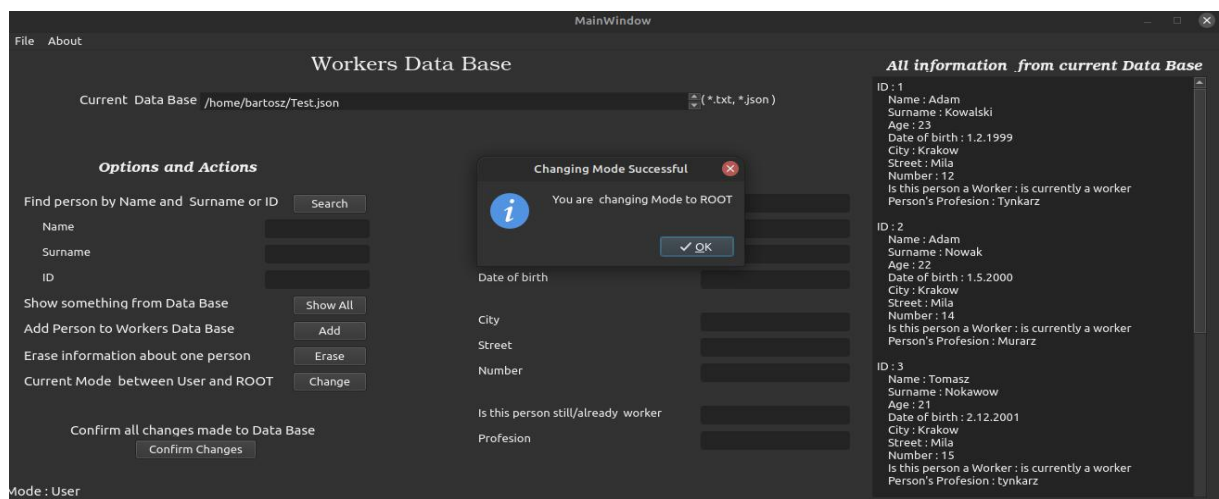 MainWindow
File About
Workers Data Base
Current Data Base /home/bartosz/Test.json (*.txt, *.json )
Options and Actions
Find person by Name and Surname or ID Search
Name
Surname
ID
Show something from Data Base Show All
Add Person to Workers Data Base Add
Erase information about one person Erase
Current Mode between User and ROOT Change
Confirm all changes made to Data Base
Confirm Changes
Mode : User
Changing Mode Successful
You are changing Mode to ROOT
OK
Date of birth
City
Street
Number
Is this person still/already worker
Profesion
All information from current Data Base
ID : 1
Name : Adam
Surname : Kowalski
Age : 23
Date of birth : 1.2.1999
City : Krakow
Street : Mila
Number : 12
Is this person a Worker : is currently a worker
Person's Profesion : Tynkarz
ID : 2
Name : Adam
Surname : Nowak
Age : 22
Date of birth : 1.5.2000
City : Krakow
Street : Mila
Number : 14
Is this person a Worker : is currently a worker
Person's Profesion : Murarz
ID : 3
Name : Tomasz
Surname : Nokawow
Age : 21
Date of birth : 2.12.2001
City : Krakow
Street : Mila
Number : 15
Is this person a Worker : is currently a worker
Person's Profesion : tynkarz